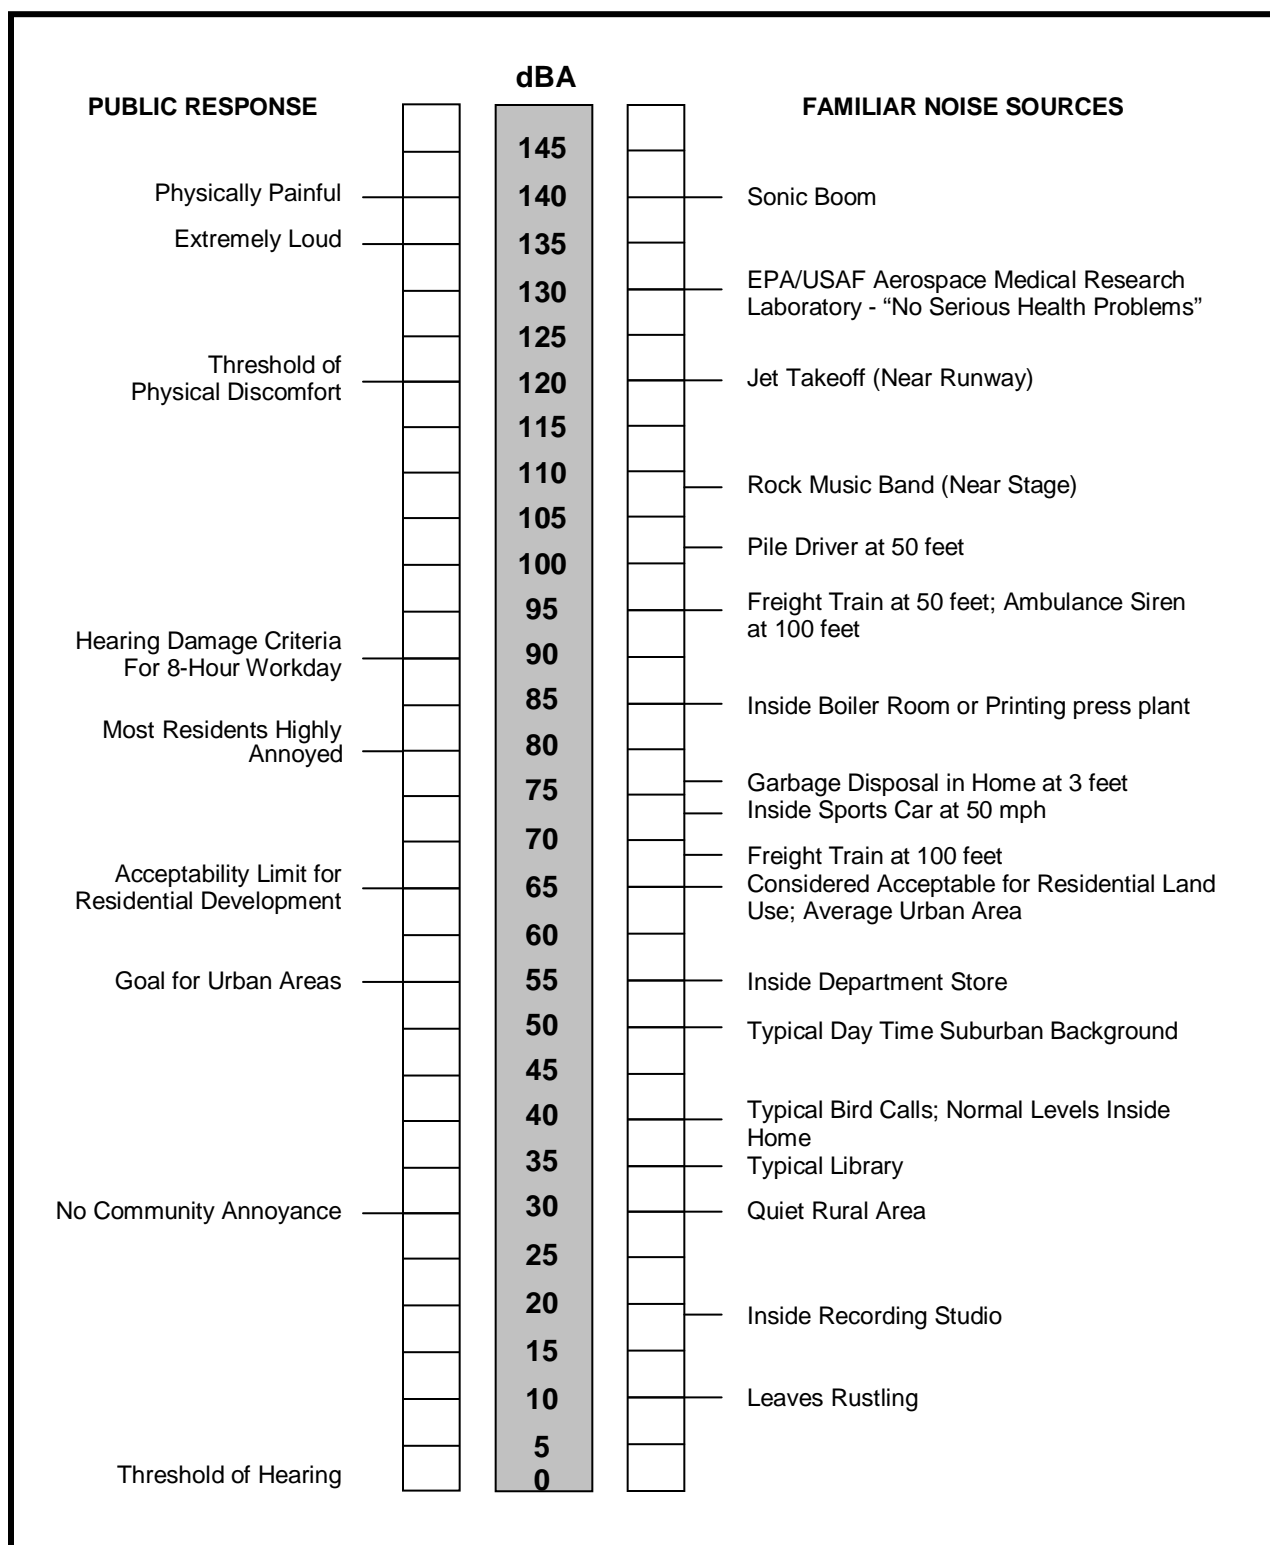 dBA
PUBLIC RESPONSE
FAMILIAR NOISE SOURCES
145
Physically Painful
140
Sonic Boom
Extremely Loud
135
130
EPA/USAF Aerospace Medical Research
Laboratory - “No Serious Health Problems”
125
Threshold of
Physical Discomfort
120
Jet Takeoff (Near Runway)
115
110
Rock Music Band (Near Stage)
105
Pile Driver at 50 feet
100
95
Freight Train at 50 feet; Ambulance Siren
at 100 feet
Hearing Damage Criteria
For 8-Hour Workday
90
85
Inside Boiler Room or Printing press plant
Most Residents Highly
Annoyed
80
Garbage Disposal in Home at 3 feet
75
Inside Sports Car at 50 mph
70
Freight Train at 100 feet
Acceptability Limit for
Residential Development
65
Considered Acceptable for Residential Land
Use; Average Urban Area
60
Goal for Urban Areas
55
Inside Department Store
50
Typical Day Time Suburban Background
45
40
Typical Bird Calls; Normal Levels Inside
Home
35
Typical Library
No Community Annoyance
30
Quiet Rural Area
25
20
Inside Recording Studio
15
10
Leaves Rustling
5
Threshold of Hearing
0